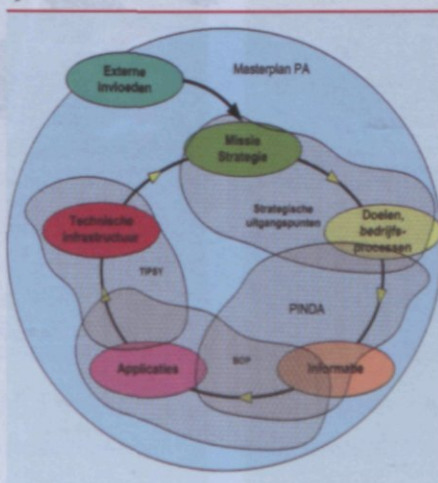 Externe
invloeden
Masterplan PA
Missie
Strategie
Strategische
uitgangspunten
Doelen,
bedrijfs-
processen
Technische
infrastructuur
TIPSY
PINDA
BOP
Applicaties
Informatie